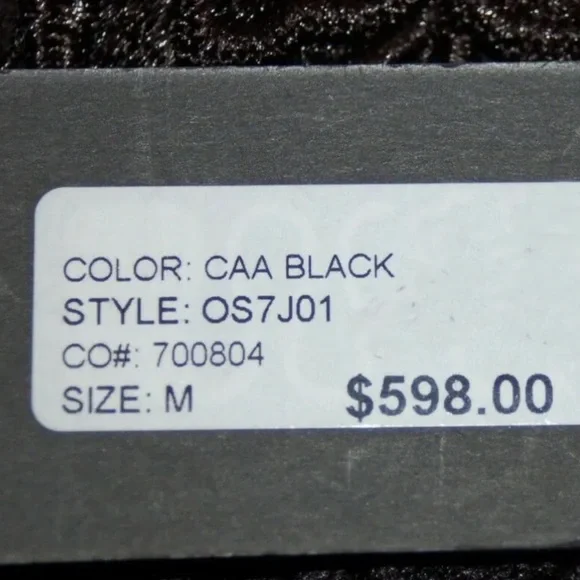 COLOR: CAA BLACK
STYLE: OS7J01
CO#: 700804
SIZE: M $598.00